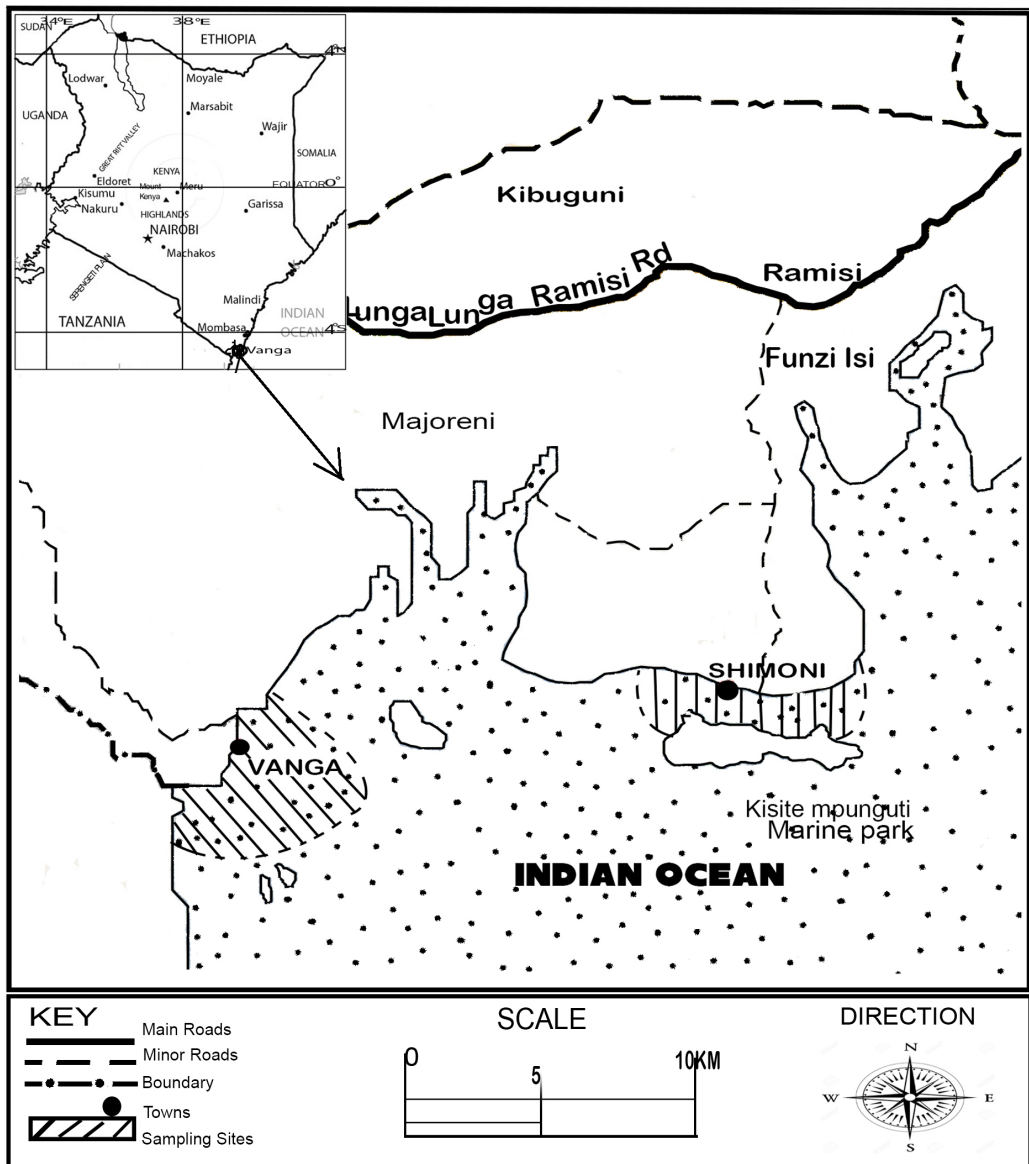 34°E
38°E
SUDAN
ETHIOPIA
4°N
Lodwar
Moyale
UGANDA
Marsabit
Wajir
GREAT RITT VALLEY
SOMALIA
KENYA
Eldoret
Mount
Kenya
Meru
EQUATOR 0°
Kisumu
Nakuru
HIGHLANDS
Garissa
NAIROBI
Machakos
SERENGETI PLAIN
Malindi
INDIAN
OCEAN
TANZANIA
Mombasa
4°S
Vanga
Kibuguni
LungaLunga Ramisi Rd
Ramisi
Funzi Isi
Majoreni
SHIMONI
VANGA
Kisite mpunguti
Marine park
INDIAN OCEAN
KEY
Main Roads
Minor Roads
Boundary
Towns
Sampling Sites
SCALE
0
5
10KM
DIRECTION
N
W
E
S